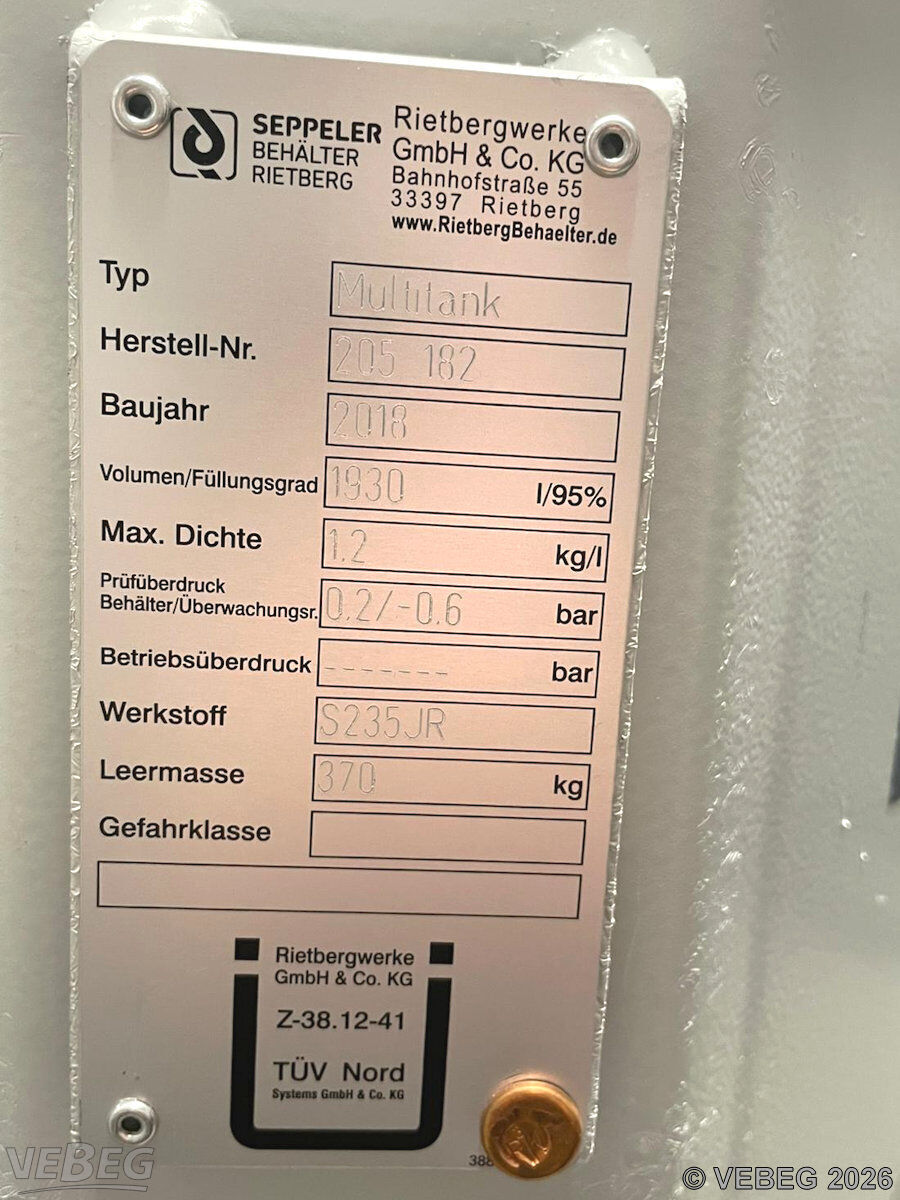 SEPPELER
BEHÄLTER
RIETBERG
Rietbergwerke
GmbH & Co. KG
Bahnhofstraße 55
33397 Rietberg
www.RietbergBehaelter.de
Typ Multitank
Herstell-Nr. 205 182
Baujahr 2018
Volumen/Füllungsgrad 1930 l/95%
Max. Dichte 1.2 kg/l
Prüfüberdruck
Behälter/Überwachungsr. 0.2/-0.6 bar
Betriebsüberdruck ------- bar
Werkstoff S235JR
Leermasse 370 kg
Gefahrklasse
Rietbergwerke
GmbH & Co. KG
Z-38.12-41
TÜV Nord
Systems GmbH & Co. KG
VEBEG
© VEBEG 2026